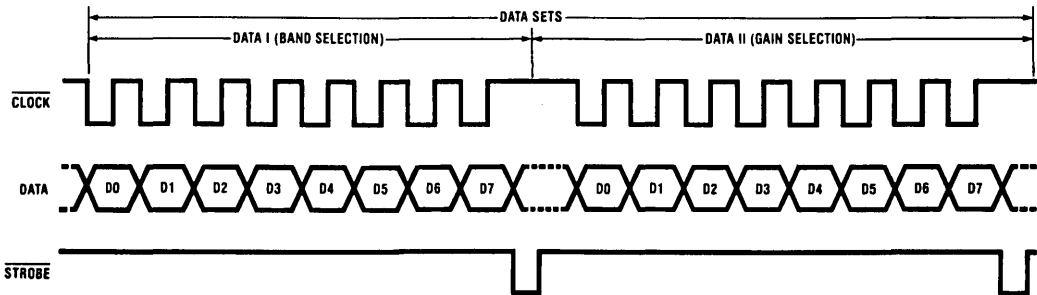 DATA SETS
DATA I (BAND SELECTION) DATA II (GAIN SELECTION)
CLOCK
DATA D0 D1 D2 D3 D4 D5 D6 D7 D0 D1 D2 D3 D4 D5 D6 D7
STROBE